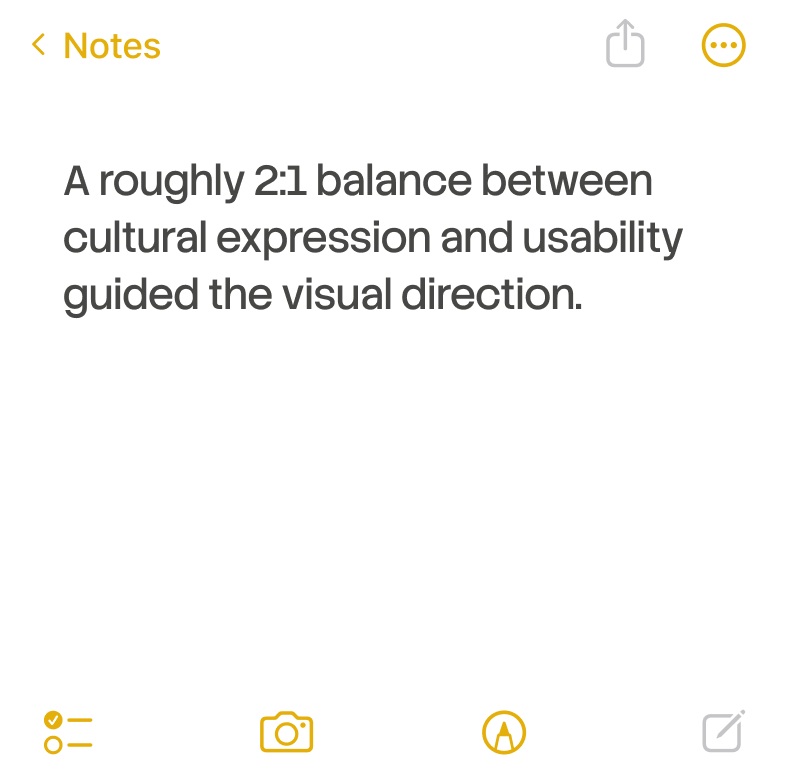 Notes
A roughly 2:1 balance between
cultural expression and usability
guided the visual direction.